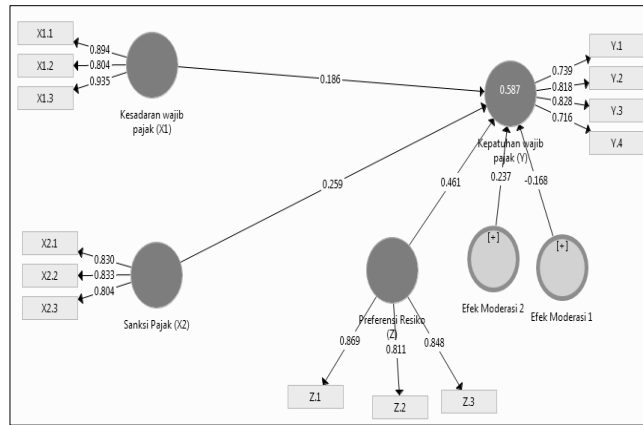 X1.1
X1.2
X1.3
0.894
0.804
0.935
Kesadaran wajib
pajak (X1)
0.186
0.587
Kepatuhan wajib
pajak (Y)
0.739
0.818
0.828
0.716
Y.1
Y.2
Y.3
Y.4
0.259
0.461
0.237
-0.168
X2.1
X2.2
X2.3
0.830
0.833
0.804
Sanksi Pajak (X2)
Preferensi Resiko
(Z)
[+]
Efek Moderasi 2
[+]
Efek Moderasi 1
0.869
0.811
0.848
Z.1
Z.2
Z.3